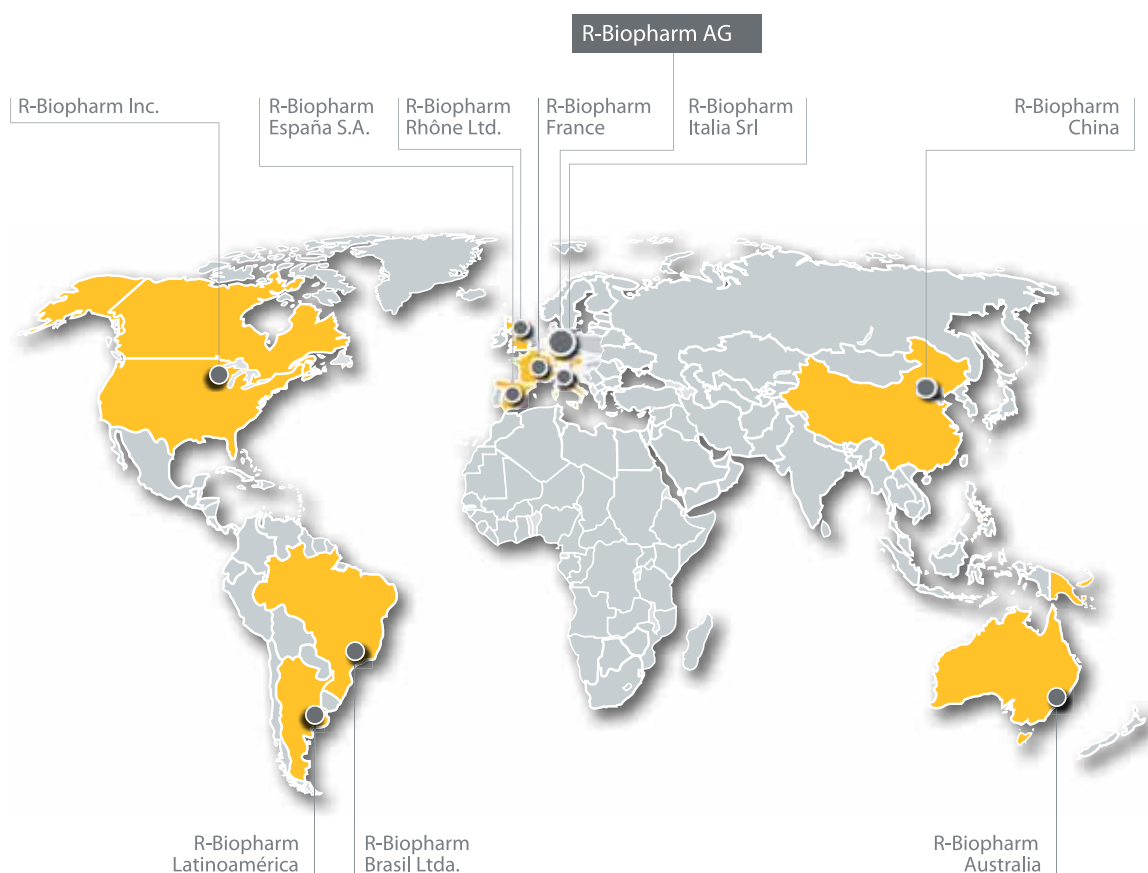 R-Biopharm AG
R-Biopharm Inc.
R-Biopharm
España S.A.
R-Biopharm
Rhône Ltd.
R-Biopharm
France
R-Biopharm
Italia Srl
R-Biopharm
China
R-Biopharm
Latinoamérica
R-Biopharm
Brasil Ltda.
R-Biopharm
Australia